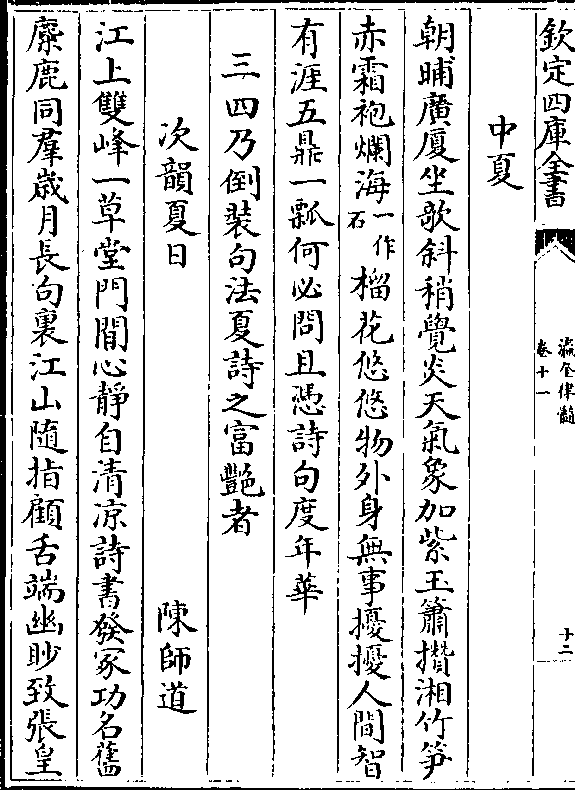 欽定四庫全書
瀛奎律髓
卷十一
十二
中夏
朝晡廣廈坐欹斜稍覺炎天氣象加紫玉簫攢湘竹筍
赤霜袍爛海一作石榴花悠悠物外身無事擾擾人間智
有涯五鼎一瓢何必問且憑詩句度年華
三四乃倒裝句法夏詩之富艷者
次韻夏日 陳師道
江上雙峰一草堂門閒心靜自清凉詩書發冢功名舊
麋鹿同羣歲月長句裏江山隨指顧舌端幽眇致張皇